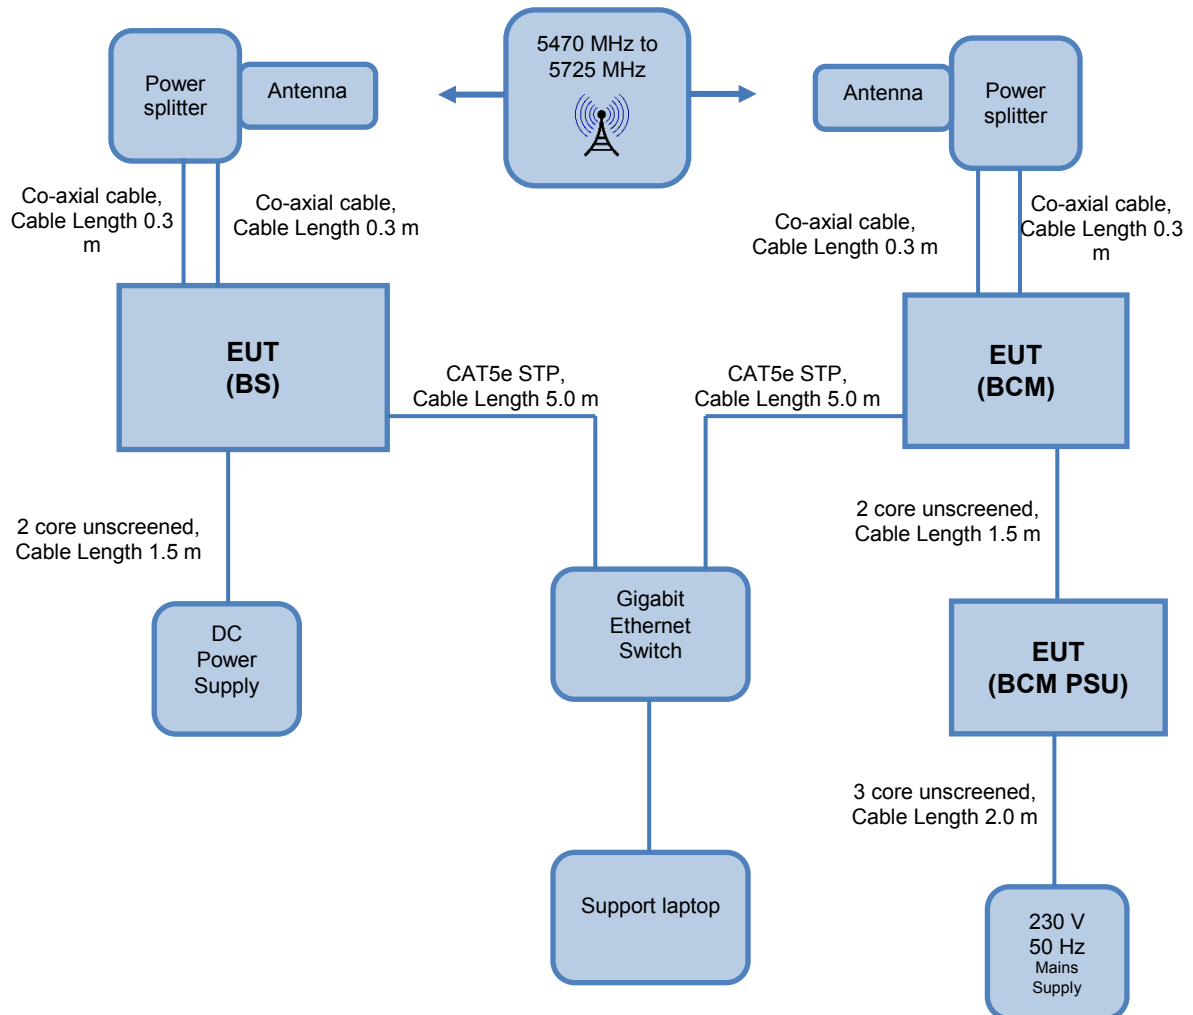 5470 MHz to
5725 MHz
Power
splitter
Antenna
Antenna
Power
splitter
Co-axial cable,
Cable Length 0.3
m
Co-axial cable,
Cable Length 0.3 m
Co-axial cable,
Cable Length 0.3 m
Co-axial cable,
Cable Length 0.3
m
EUT
(BS)
CAT5e STP,
Cable Length 5.0 m
CAT5e STP,
Cable Length 5.0 m
EUT
(BCM)
2 core unscreened,
Cable Length 1.5 m
2 core unscreened,
Cable Length 1.5 m
DC
Power
Supply
Gigabit
Ethernet
Switch
EUT
(BCM PSU)
3 core unscreened,
Cable Length 2.0 m
Support laptop
230 V
50 Hz
Mains
Supply